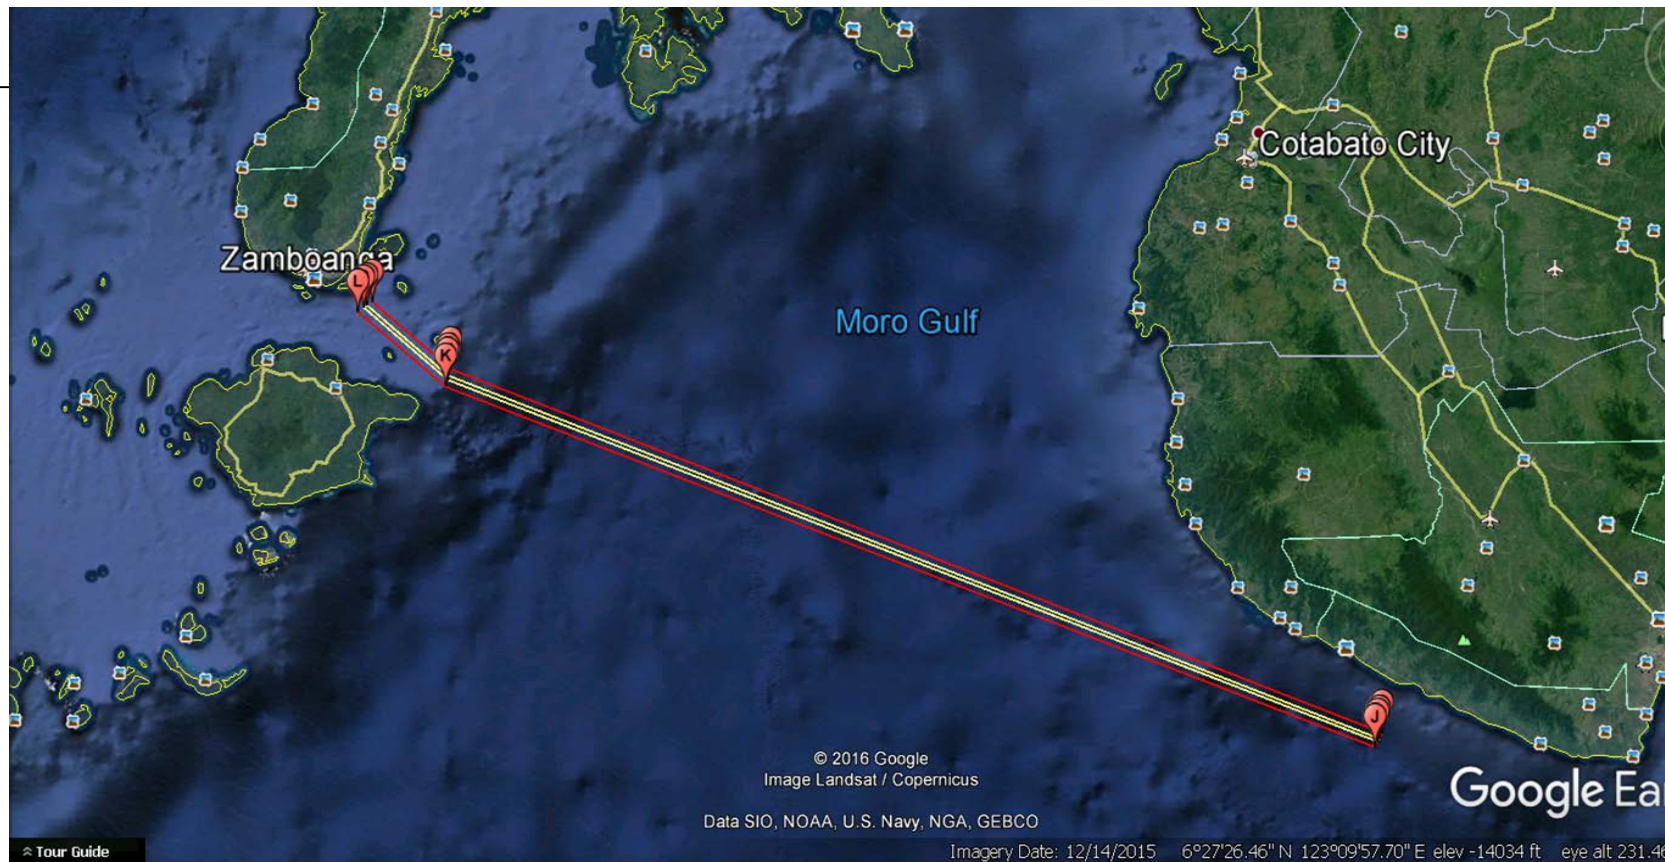 Cotabato City
Zamboanga
L
Moro Gulf
K
J
© 2016 Google
Image Landsat / Copernicus
Google Ea
Data SIO, NOAA, U.S. Navy, NGA, GEBCO
Tour Guide
Imagery Date: 12/14/2015 6°27'26.46" N 123°09'57.70" E elev -14034 ft eye alt 231.46